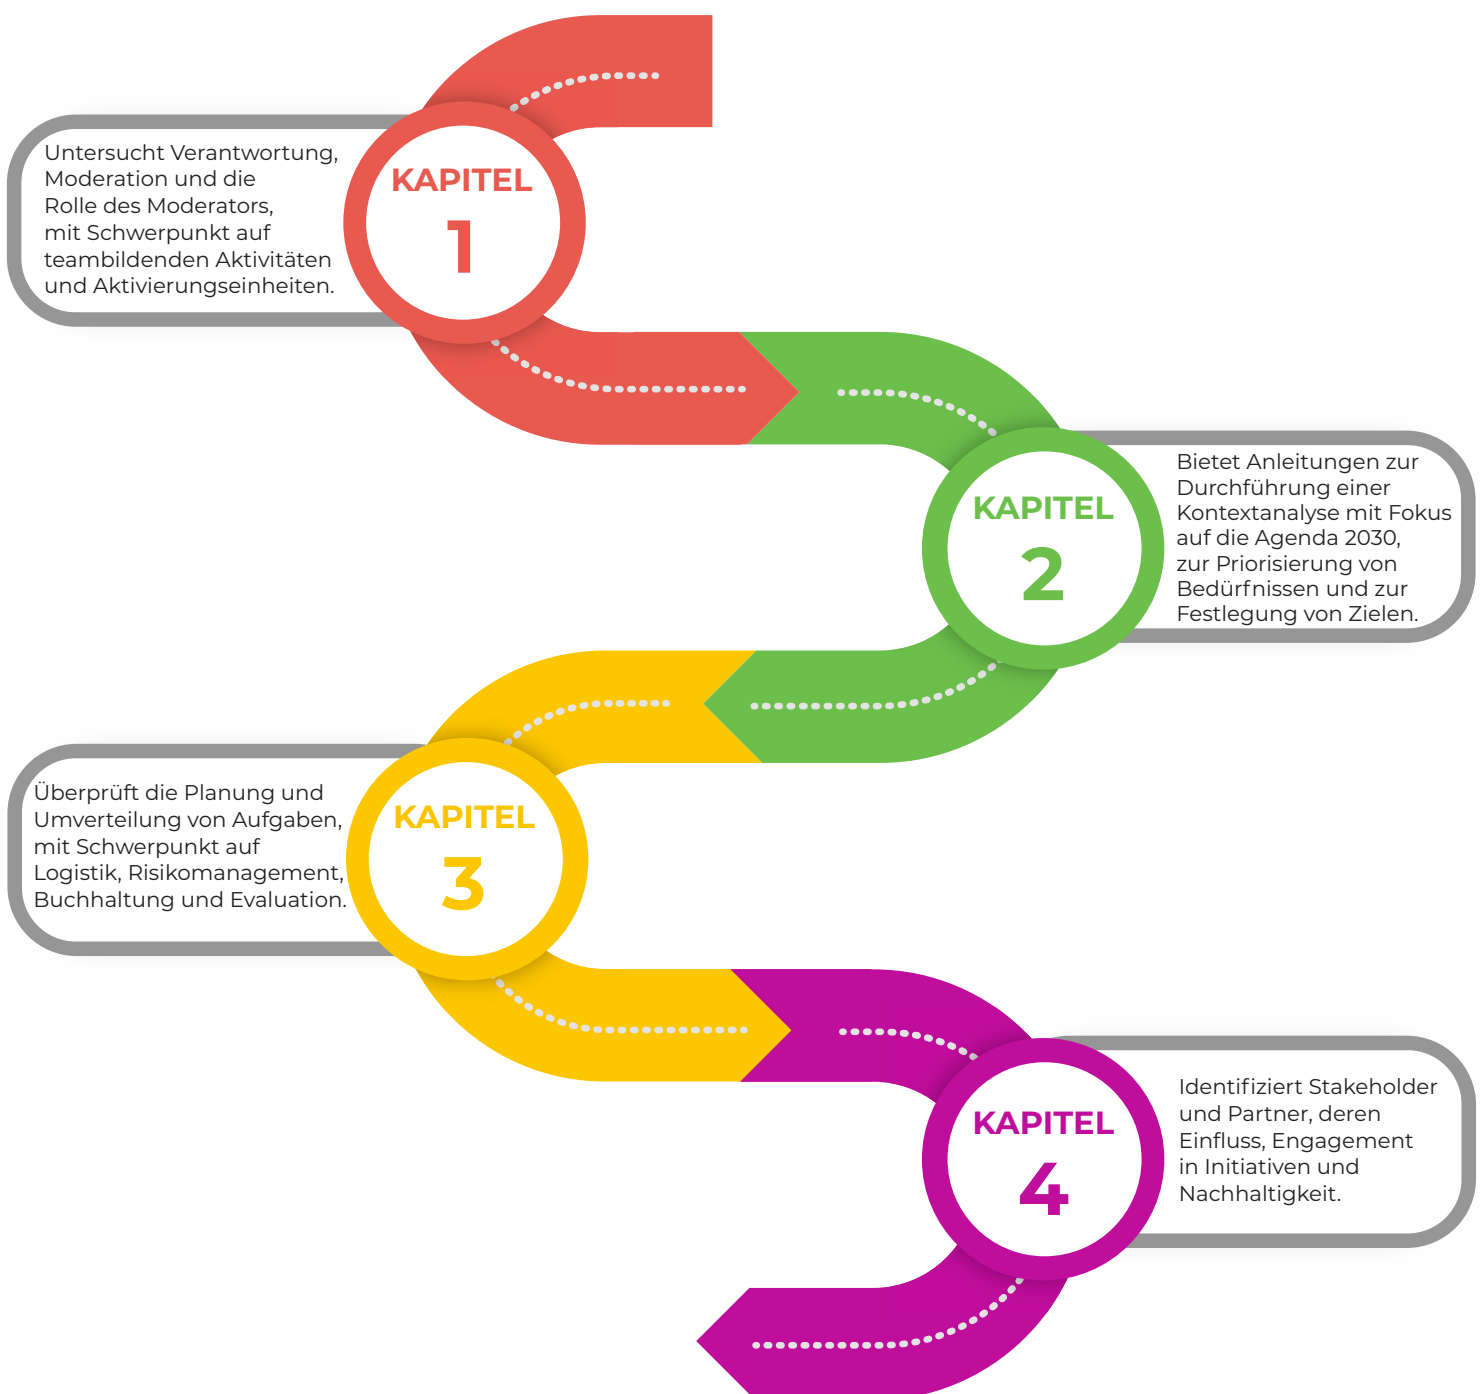 KAPITEL
1
Untersucht Verantwortung,
Moderation und die
Rolle des Moderators,
mit Schwerpunkt auf
teambildenden Aktivitäten
und Aktivierungseinheiten.
KAPITEL
2
Bietet Anleitungen zur
Durchführung einer
Kontextanalyse mit Fokus
auf die Agenda 2030,
zur Priorisierung von
Bedürfnissen und zur
Festlegung von Zielen.
KAPITEL
3
Überprüft die Planung und
Umverteilung von Aufgaben,
mit Schwerpunkt auf
Logistik, Risikomanagement,
Buchhaltung und Evaluation.
KAPITEL
4
Identifiziert Stakeholder
und Partner, deren
Einfluss, Engagement
in Initiativen und
Nachhaltigkeit.